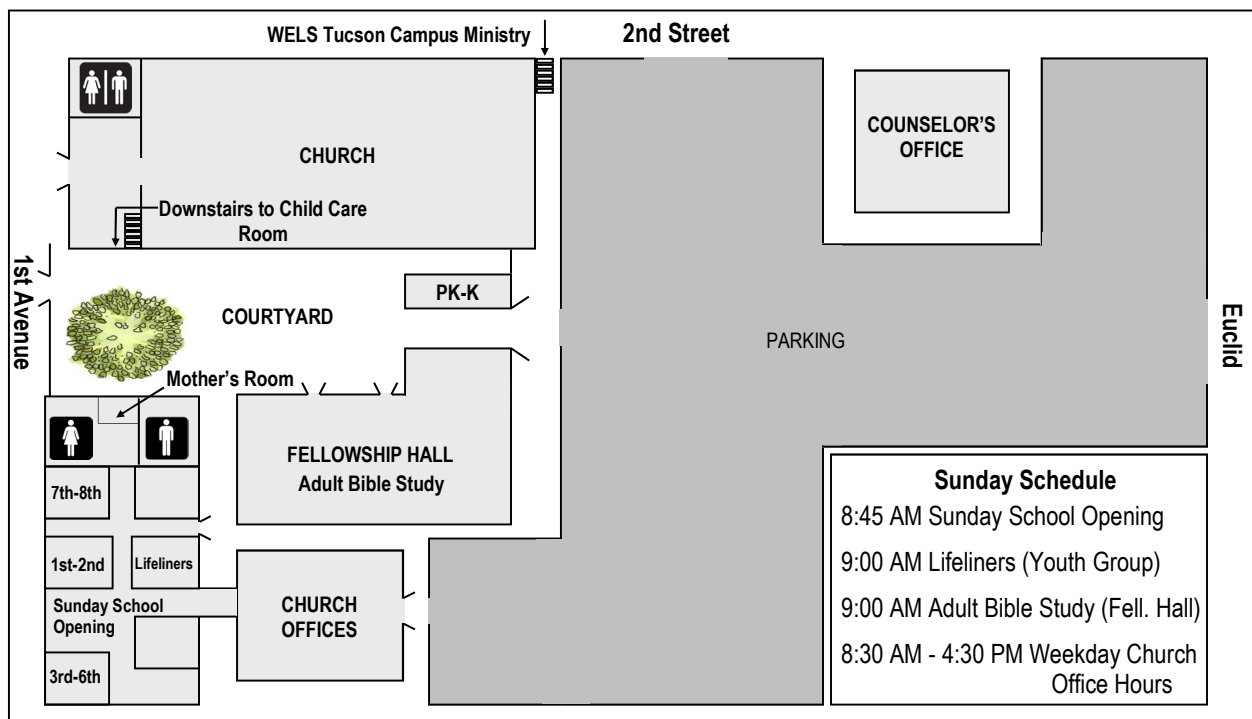 WELS Tucson Campus Ministry
2nd Street
COUNSELOR'S
OFFICE
CHURCH
Downstairs to Child Care
Room
1st Avenue
PK-K
COURTYARD
PARKING
Euclid
Mother's Room
FELLOWSHIP HALL
Adult Bible Study
7th-8th
1st-2nd
Lifeliners
Sunday School
Opening
3rd-6th
CHURCH
OFFICES
Sunday Schedule
8:45 AM Sunday School Opening
9:00 AM Lifeliners (Youth Group)
9:00 AM Adult Bible Study (Fell. Hall)
8:30 AM - 4:30 PM Weekday Church
Office Hours